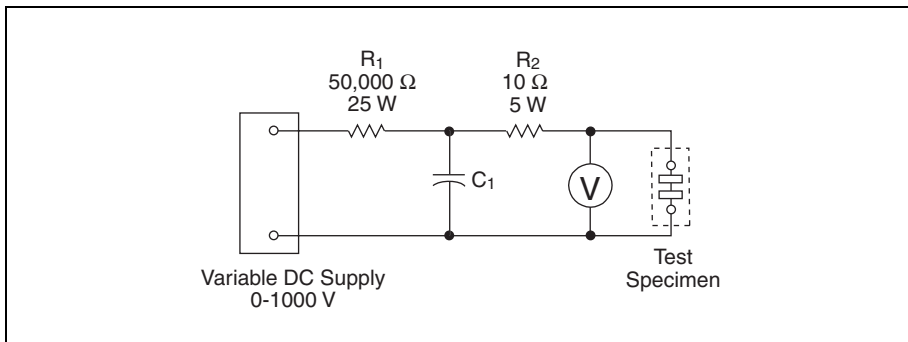 R₁
50,000 Ω
25 W
R₂
10 Ω
5 W
C₁
V
Test
Specimen
Variable DC Supply
0-1000 V